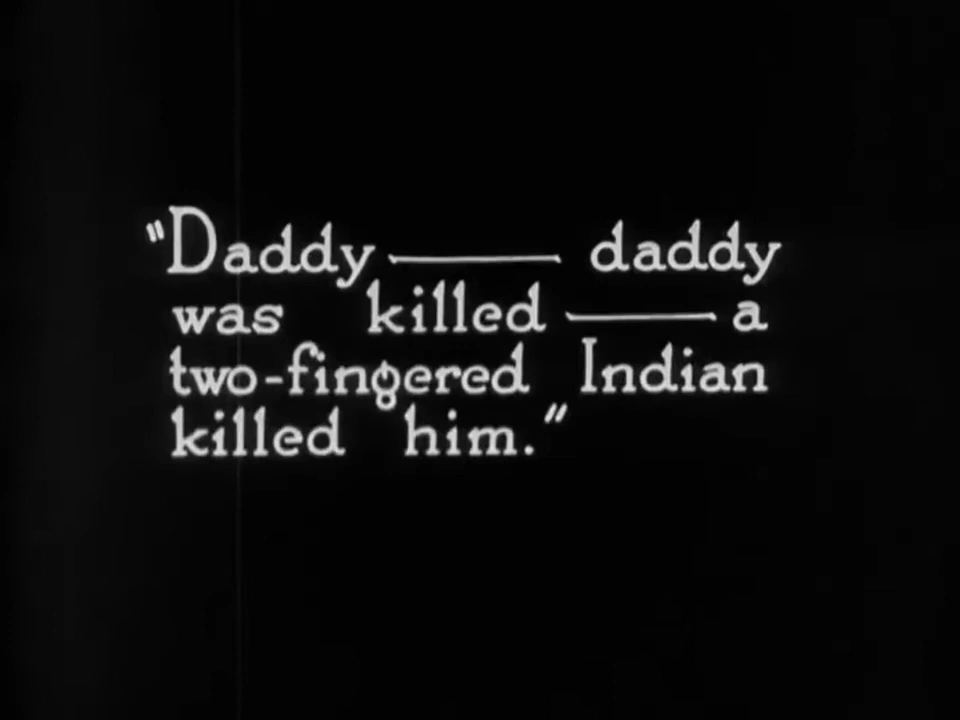 "Daddy —— daddy
was killed —— a
two-fingered Indian
killed him."